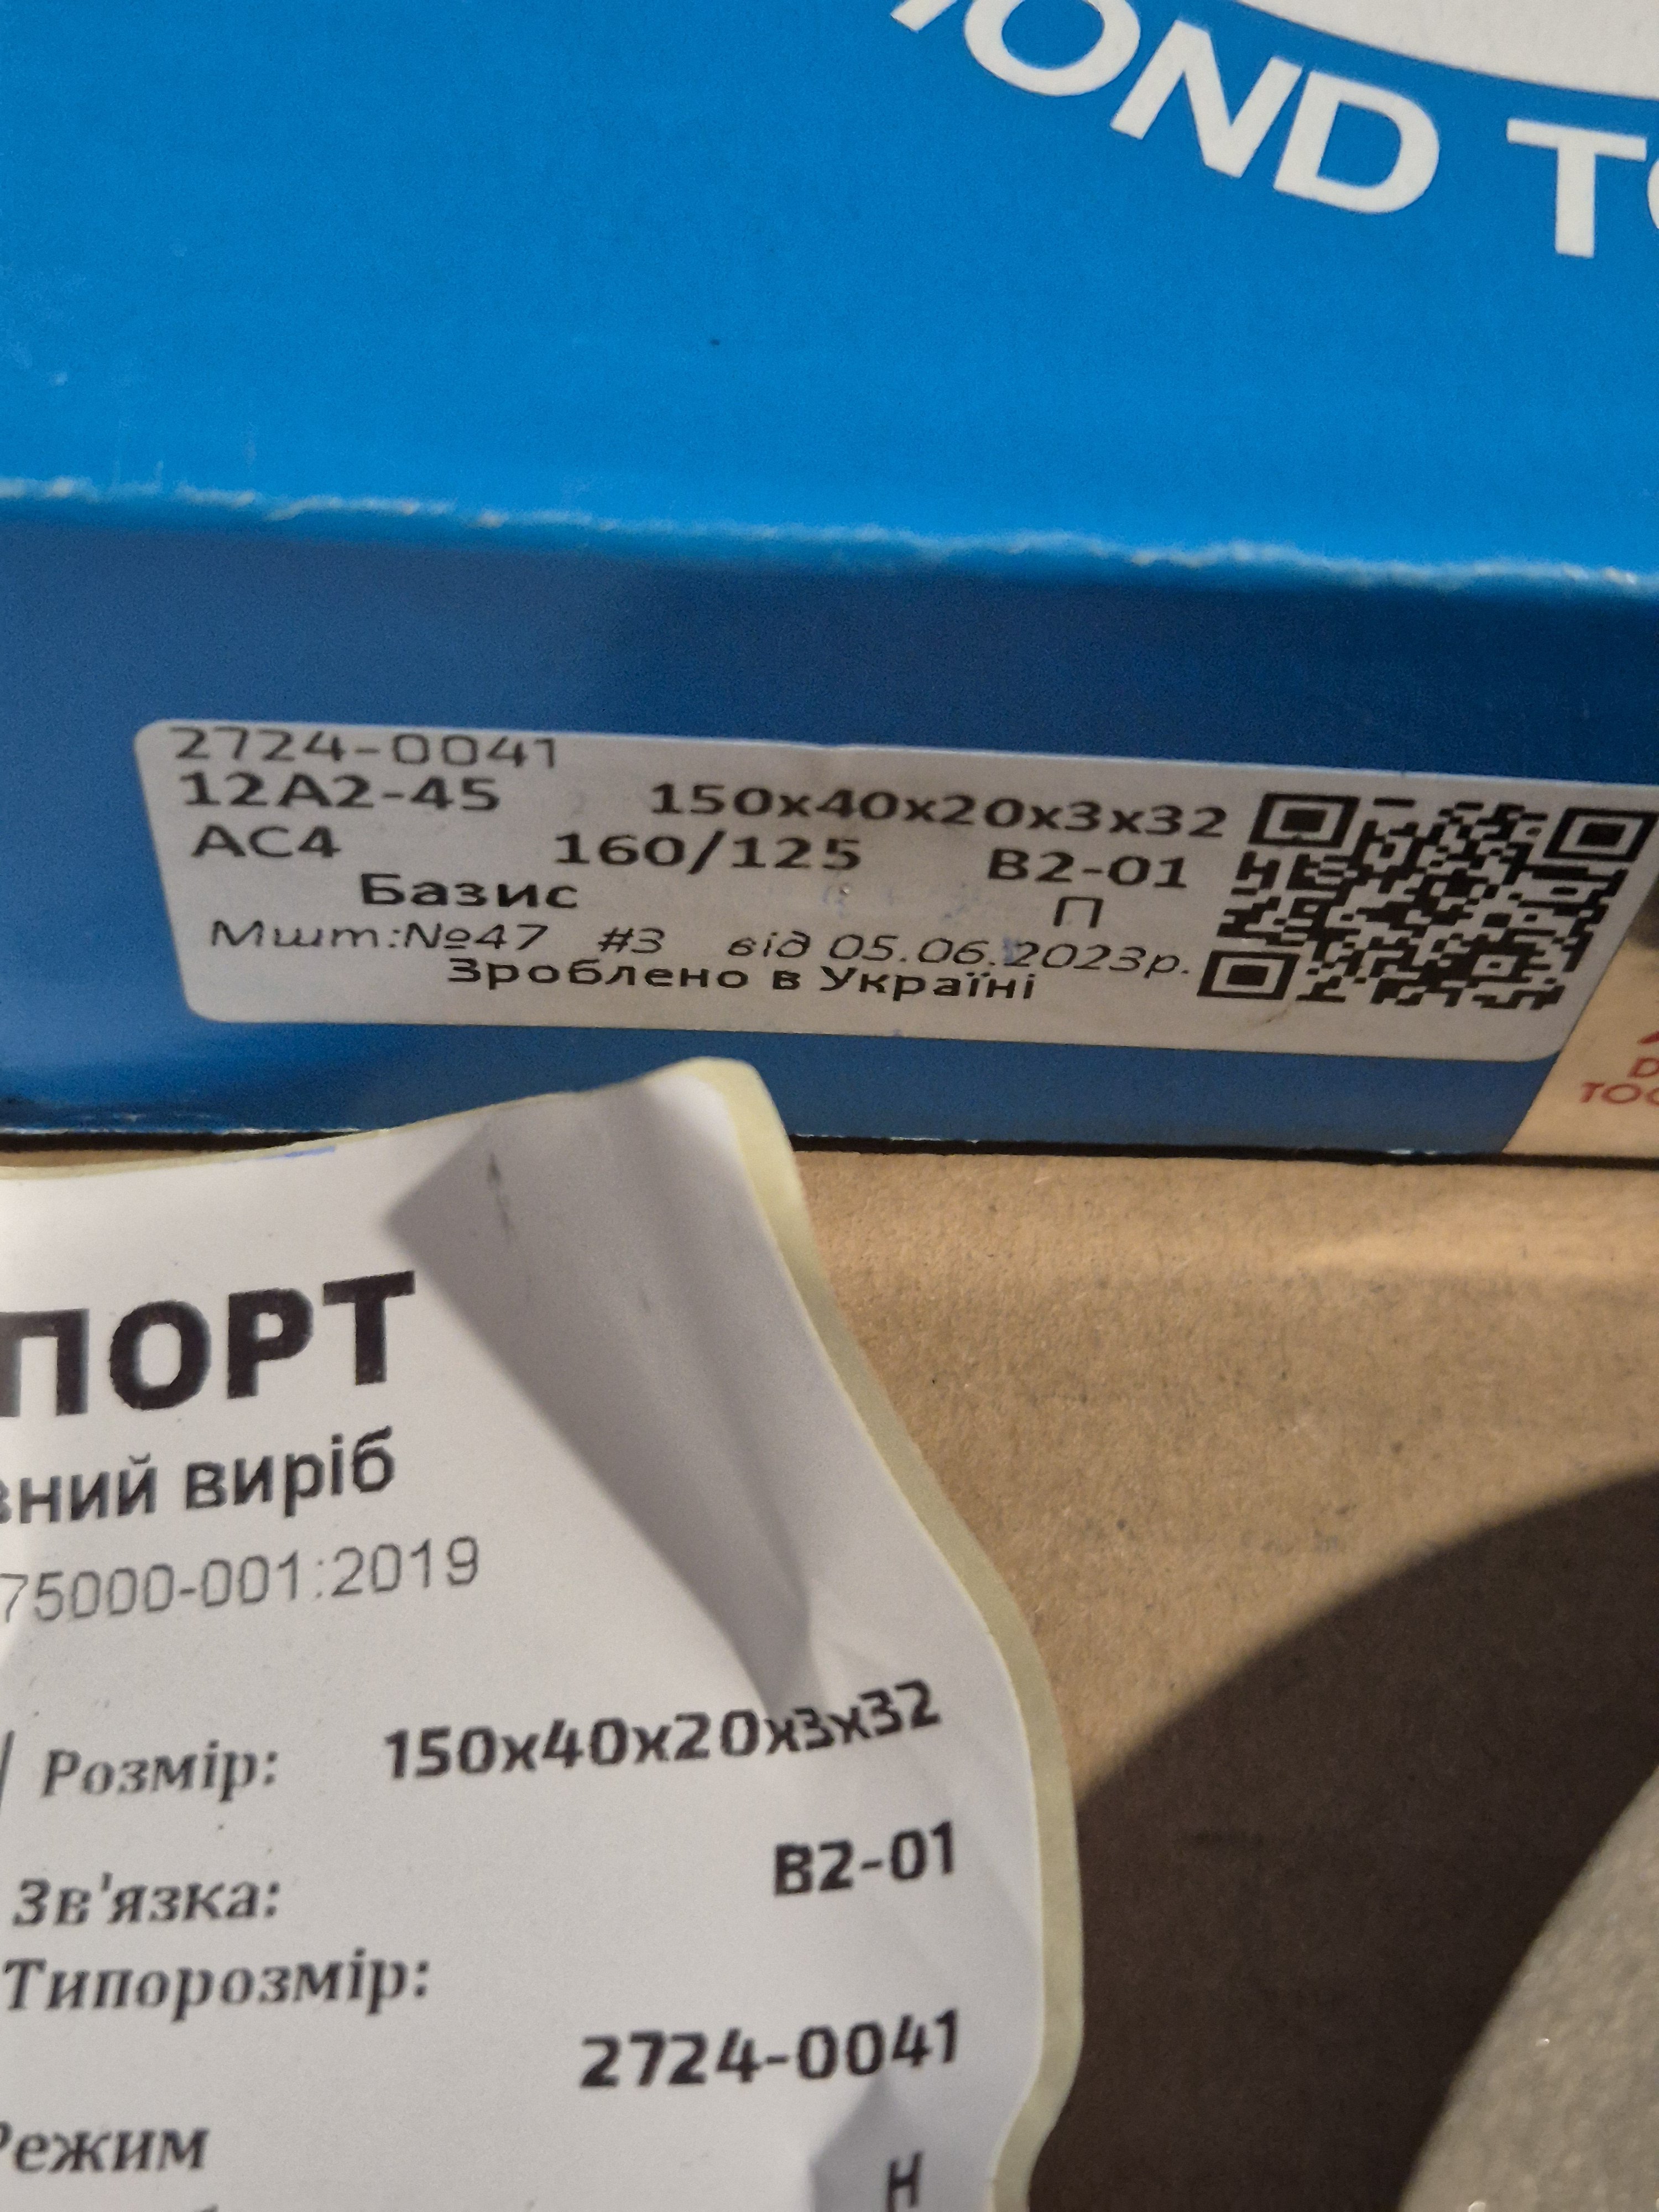 OND
2724-0041
12A2-45 150x40x20x3x32
AC4 160/125 B2-01
Базис П
Мшт:№47 #3 від 05.06.2023р.
Зроблено в Україні
ПОРТ
вний виріб
75000-001:2019
Розмір: 150x40x20x3x32
Зв'язка: B2-01
Типорозмір:
2724-0041
Режим
Н